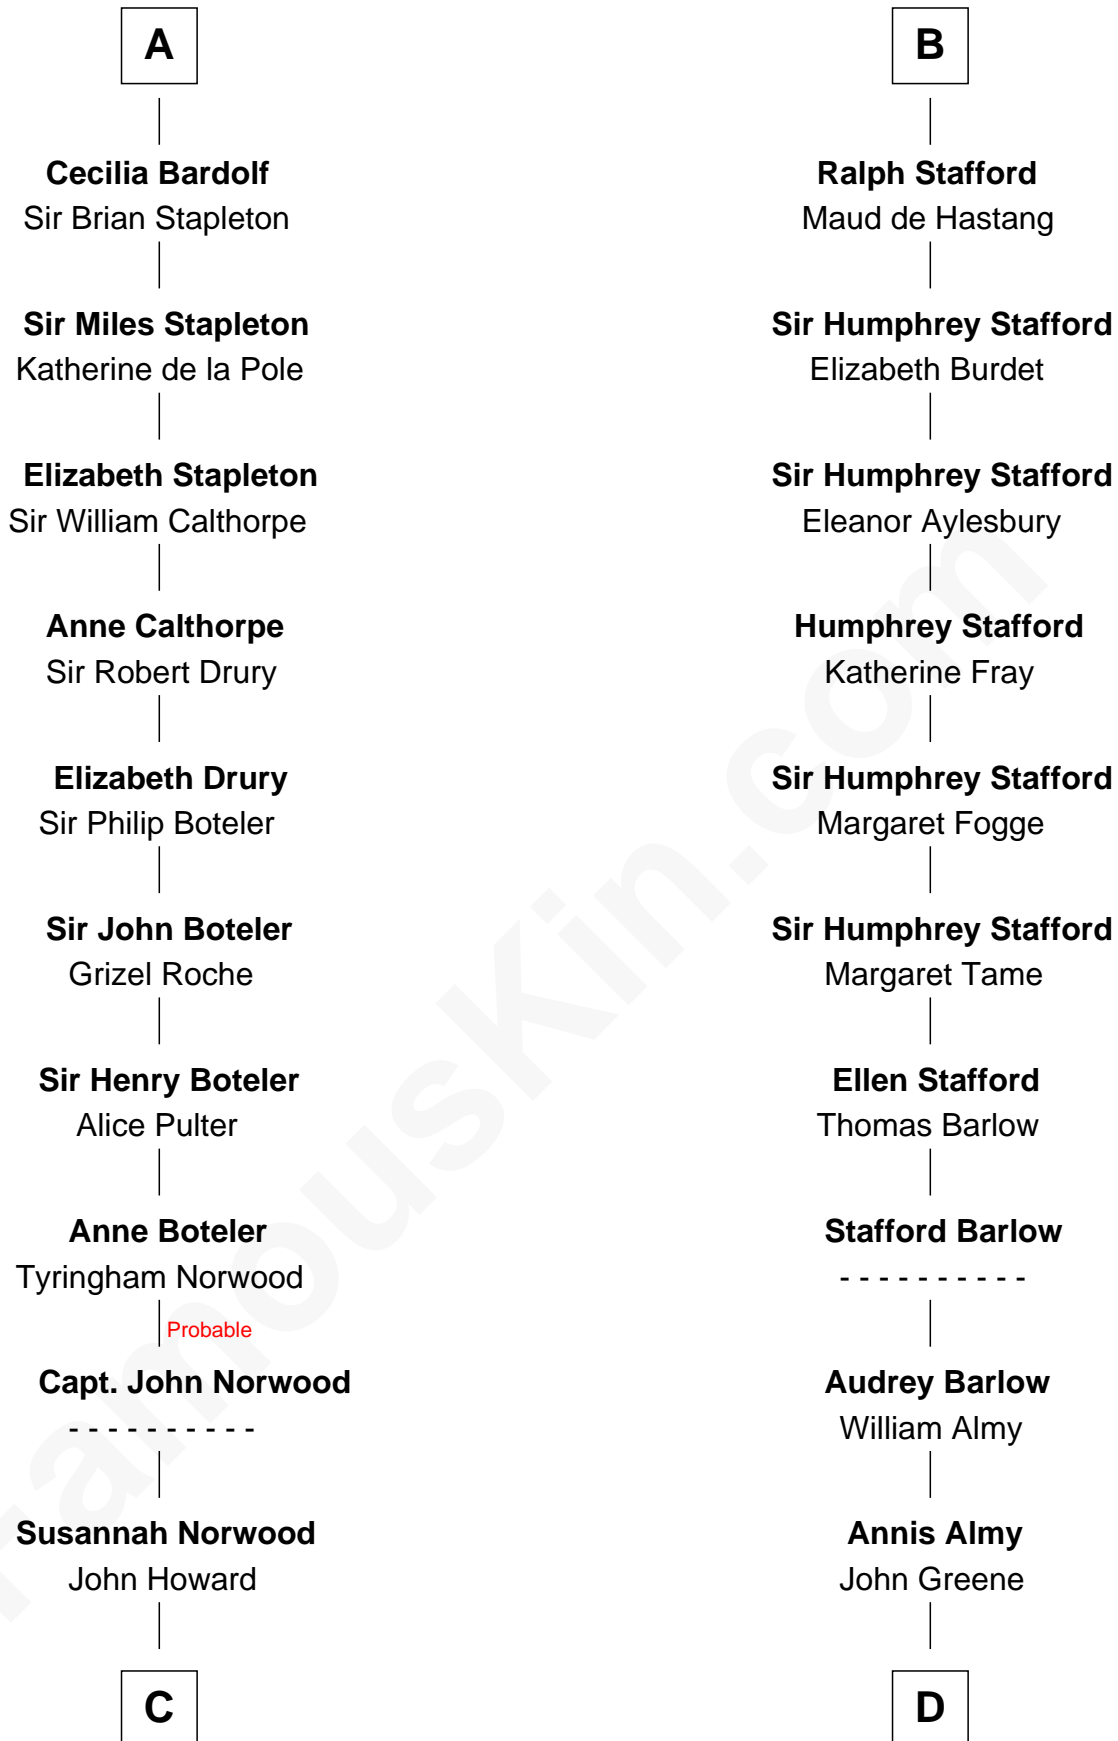 A
Cecilia Bardolf
Sir Brian Stapleton
Sir Miles Stapleton
Katherine de la Pole
Elizabeth Stapleton
Sir William Calthorpe
Anne Calthorpe
Sir Robert Drury
Elizabeth Drury
Sir Philip Boteler
Sir John Boteler
Grizel Roche
Sir Henry Boteler
Alice Pulter
Anne Boteler
Tyringham Norwood
Probable
Capt. John Norwood
- - - - - - - - - -
Susannah Norwood
John Howard
C
B
Ralph Stafford
Maud de Hastang
Sir Humphrey Stafford
Elizabeth Burdet
Sir Humphrey Stafford
Eleanor Aylesbury
Humphrey Stafford
Katherine Fray
Sir Humphrey Stafford
Margaret Fogge
Sir Humphrey Stafford
Margaret Tame
Ellen Stafford
Thomas Barlow
Stafford Barlow
- - - - - - - - - -
Audrey Barlow
William Almy
Annis Almy
John Greene
D
FamousKin.com